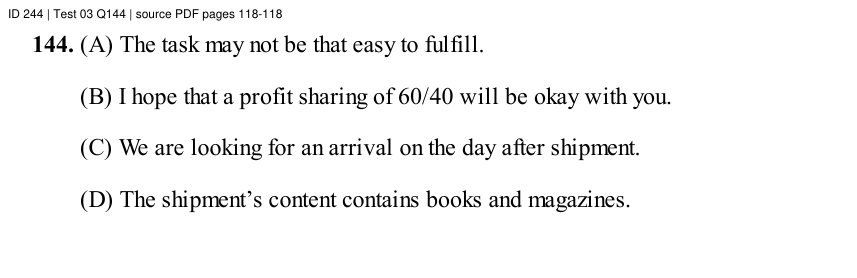 ID 244 | Test 03 Q144 | source PDF pages 118-118
144. (A) The task may not be that easy to fulfill.
(B) I hope that a profit sharing of 60/40 will be okay with you.
(C) We are looking for an arrival on the day after shipment.
(D) The shipment’s content contains books and magazines.